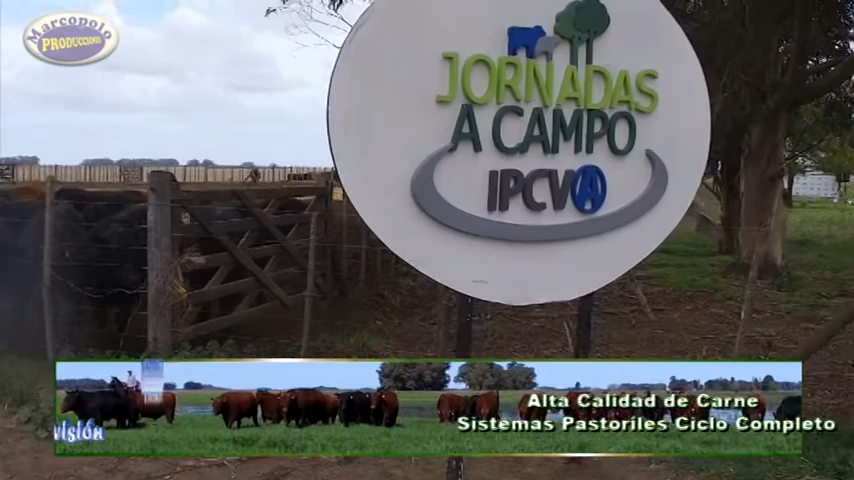 Marcopolo
PRODUCCIONES
JORNADAS
A CAMPO
IPCVA
Alta Calidad de Carne
Sistemas Pastoriles Ciclo Completo
visión